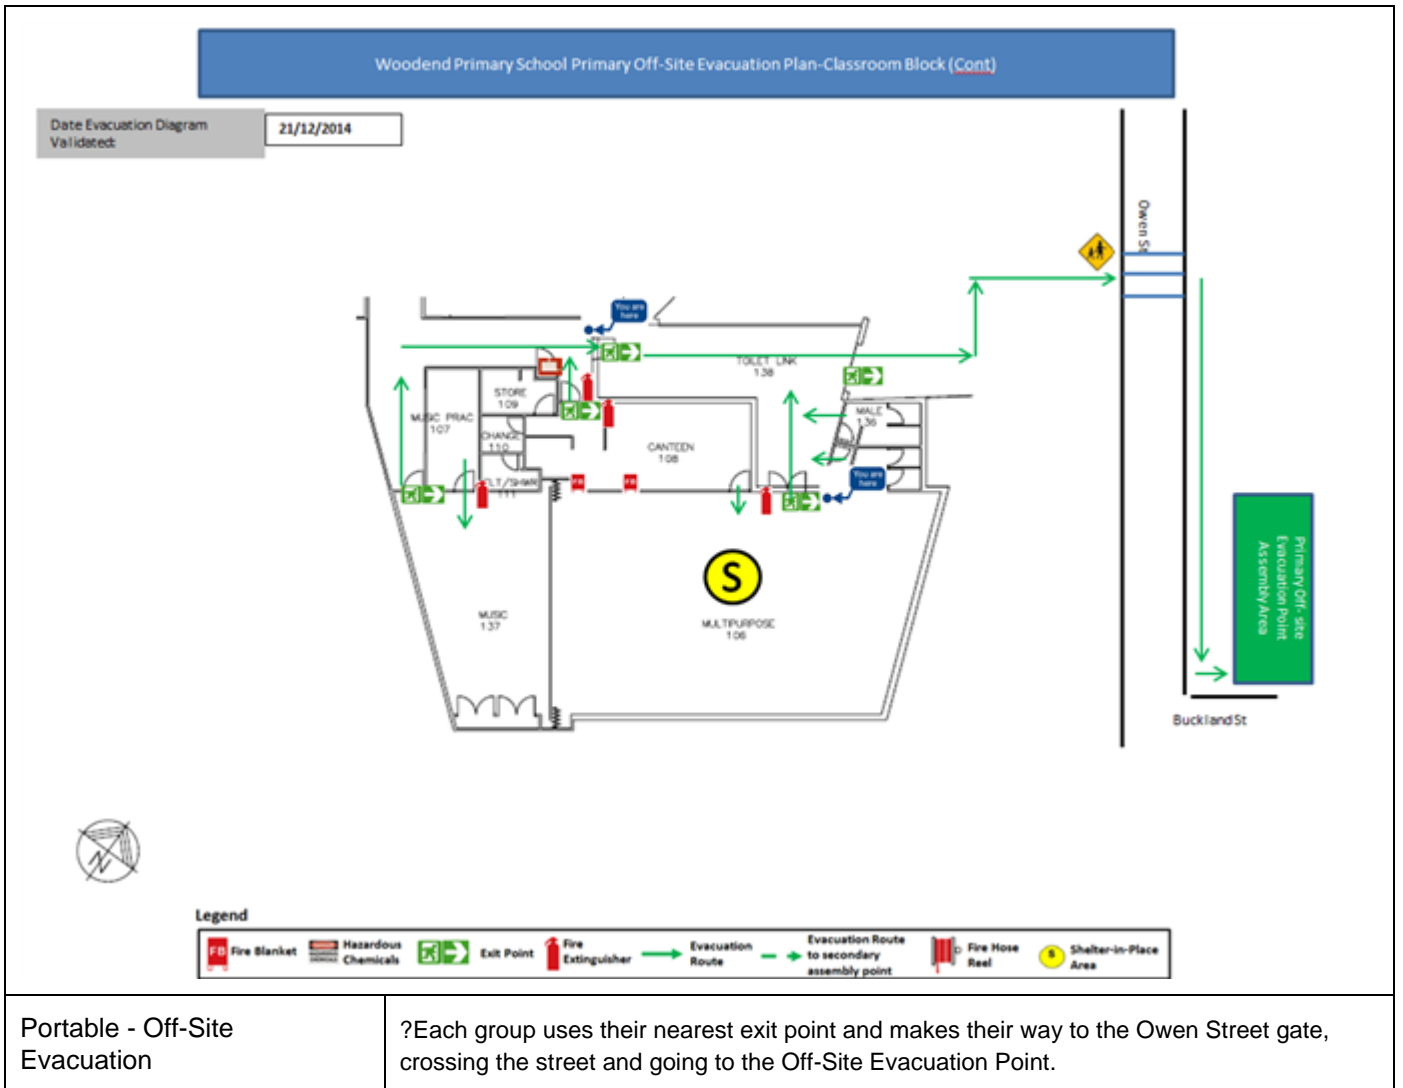 Woodend Primary School Primary Off-Site Evacuation Plan-Classroom Block (Cont)
Date Evacuation Diagram
Validated:
21/12/2014
Owen St
You are
here
TOILET LINK
138
STORE
109
MUSIC PRAC
107
CHANGE
110
MALE
136
CANTEEN
108
You are
here
TLT/SHWR
111
FB
FB
S
MUSIC
137
MULTIPURPOSE
106
Primary Off- site
Evacuation Point
Assembly Area
Buckland St
N
Legend
FB Fire Blanket
Hazardous
Chemicals
Exit Point
Fire
Extinguisher
Evacuation
Route
Evacuation Route
to secondary
assembly point
Fire Hose
Reel
S
Shelter-in-Place
Area
Portable - Off-Site
Evacuation
?Each group uses their nearest exit point and makes their way to the Owen Street gate,
crossing the street and going to the Off-Site Evacuation Point.